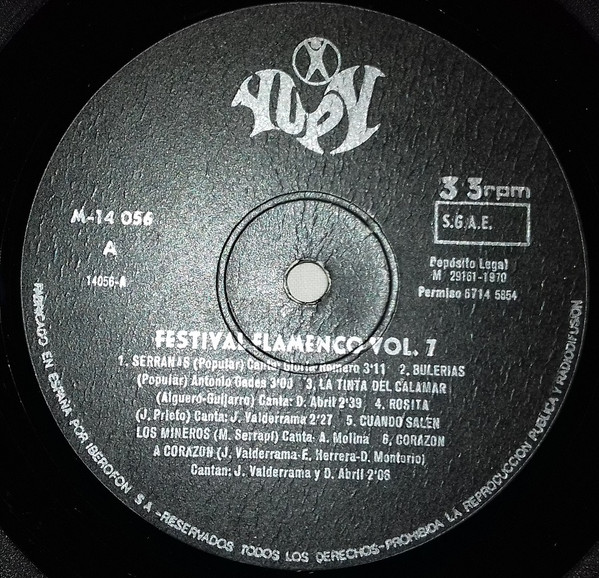 YUPY
33rpm
S.G.A.E.
M-14 056
A
14056-A
Depósito Legal
M 29161-1970
Permiso 6714 5854
FESTIVAL FLAMENCO VOL. 7
1. SERRANAS (Popular) Canta: Gloria Romero 3'11 2. BULERIAS
(Popular) Antonio Gades 3'00 3. LA TINTA DEL CALAMAR
(Algueró-Guijarro) Canta: D. Abril 2'39 4. ROSITA
(J. Prieto) Canta: J. Valderrama 2'27 5. CUANDO SALEN
LOS MINEROS (M. Serrapi) Canta: A. Molina 6. CORAZON
A CORAZON (J. Valderrama-E. Herrera-D. Montorio)
Cantan: J. Valderrama y D. Abril 2'06
FABRICADO EN ESPAÑA POR IBEROFON S A -RESERVADOS TODOS LOS DERECHOS-PROHIBIDA LA REPRODUCCION PUBLICA Y RADIODIFUSION